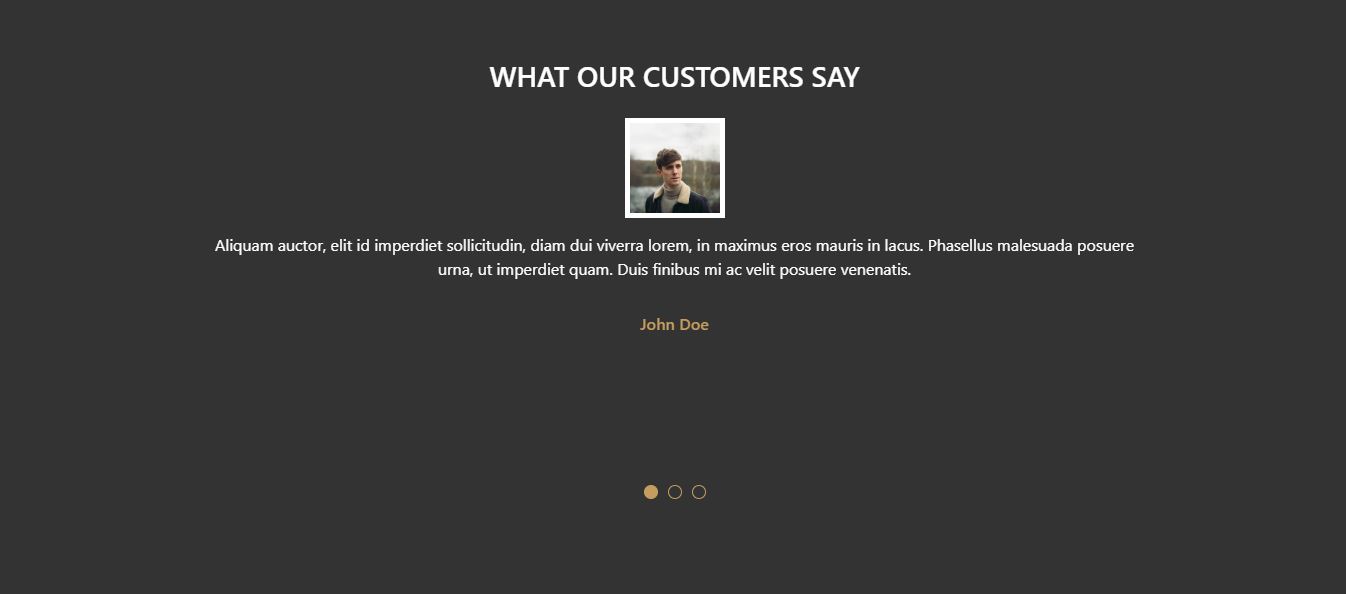 WHAT OUR CUSTOMERS SAY
Aliquam auctor, elit id imperdiet sollicitudin, diam dui viverra lorem, in maximus eros mauris in lacus. Phasellus malesuada posuere
urna, ut imperdiet quam. Duis finibus mi ac velit posuere venenatis.
John Doe